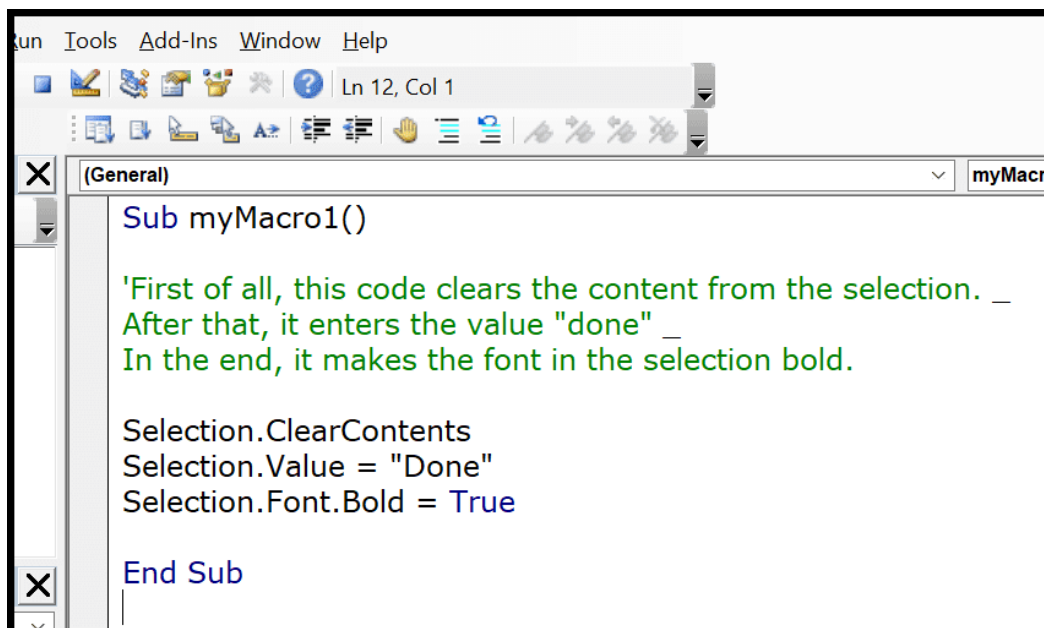 Tools Add-Ins Window Help
Ln 12, Col 1
(General)
Sub myMacro1()
'First of all, this code clears the content from the selection. _
After that, it enters the value "done" _
In the end, it makes the font in the selection bold.
Selection.ClearContents
Selection.Value = "Done"
Selection.Font.Bold = True
End Sub